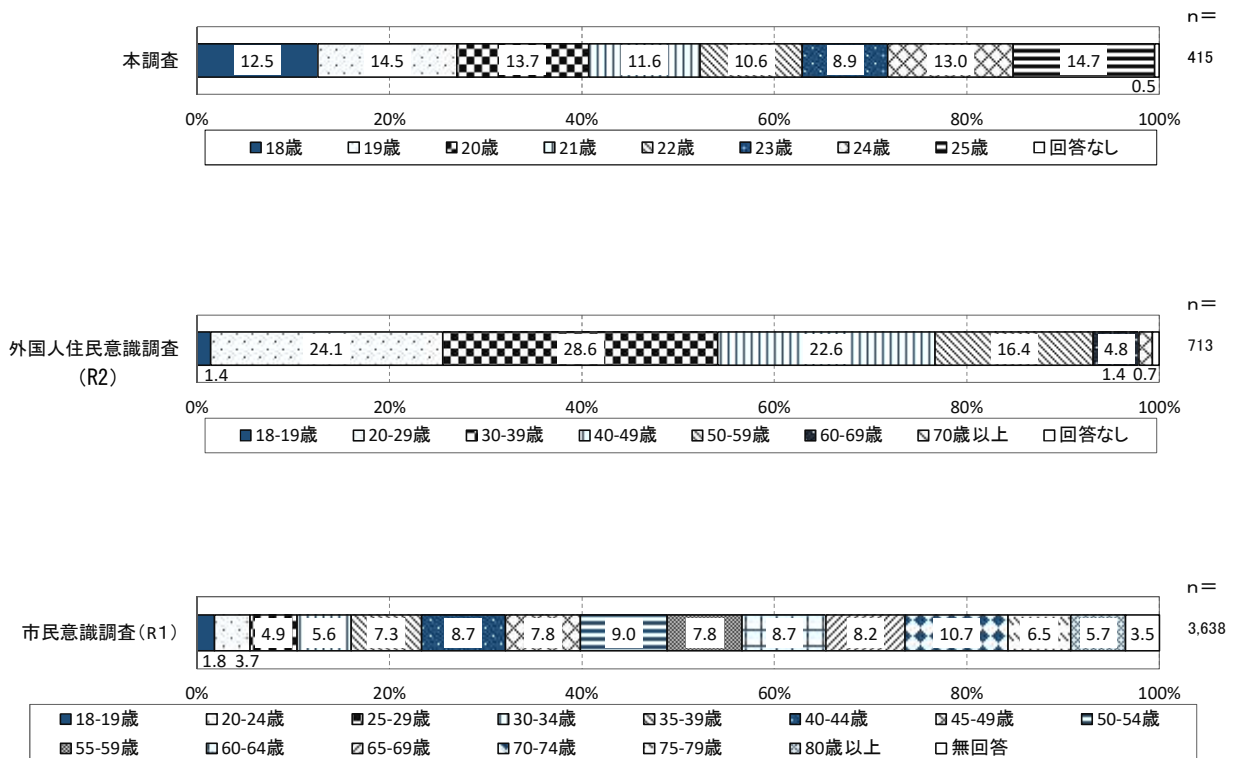 n＝
本調査 12.5 14.5 13.7 11.6 10.6 8.9 13.0 14.7 415
0.5
0% 20% 40% 60% 80% 100%
18歳 19歳 20歳 21歳 22歳 23歳 24歳 25歳 回答なし
n＝
外国人住民意識調査 24.1 28.6 22.6 16.4 4.8 713
（R2） 1.4 1.4 0.7
0% 20% 40% 60% 80% 100%
18-19歳 20-29歳 30-39歳 40-49歳 50-59歳 60-69歳 70歳以上 回答なし
n＝
市民意識調査（R1） 4.9 5.6 7.3 8.7 7.8 9.0 7.8 8.7 8.2 10.7 6.5 5.7 3.5 3,638
1.8 3.7
0% 20% 40% 60% 80% 100%
18-19歳 20-24歳 25-29歳 30-34歳 35-39歳 40-44歳 45-49歳 50-54歳
55-59歳 60-64歳 65-69歳 70-74歳 75-79歳 80歳以上 無回答